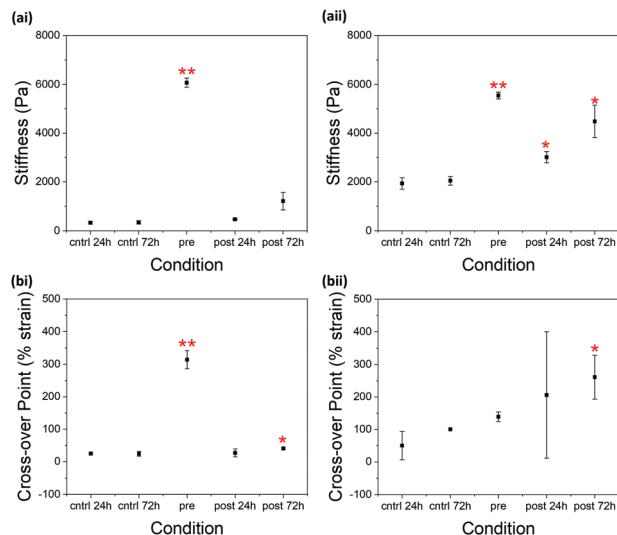 (ai)
8000
6000
4000
2000
0
Stiffness (Pa)
**
cntrl 24h cntrl 72h pre post 24h post 72h
Condition
(aii)
8000
6000
4000
2000
0
Stiffness (Pa)
**
*
*
cntrl 24h cntrl 72h pre post 24h post 72h
Condition
(bi)
500
400
300
200
100
0
-100
Cross-over Point (% strain)
**
*
cntrl 24h cntrl 72h pre post 24h post 72h
Condition
(bii)
500
400
300
200
100
0
-100
Cross-over Point (% strain)
*
cntrl 24h cntrl 72h pre post 24h post 72h
Condition